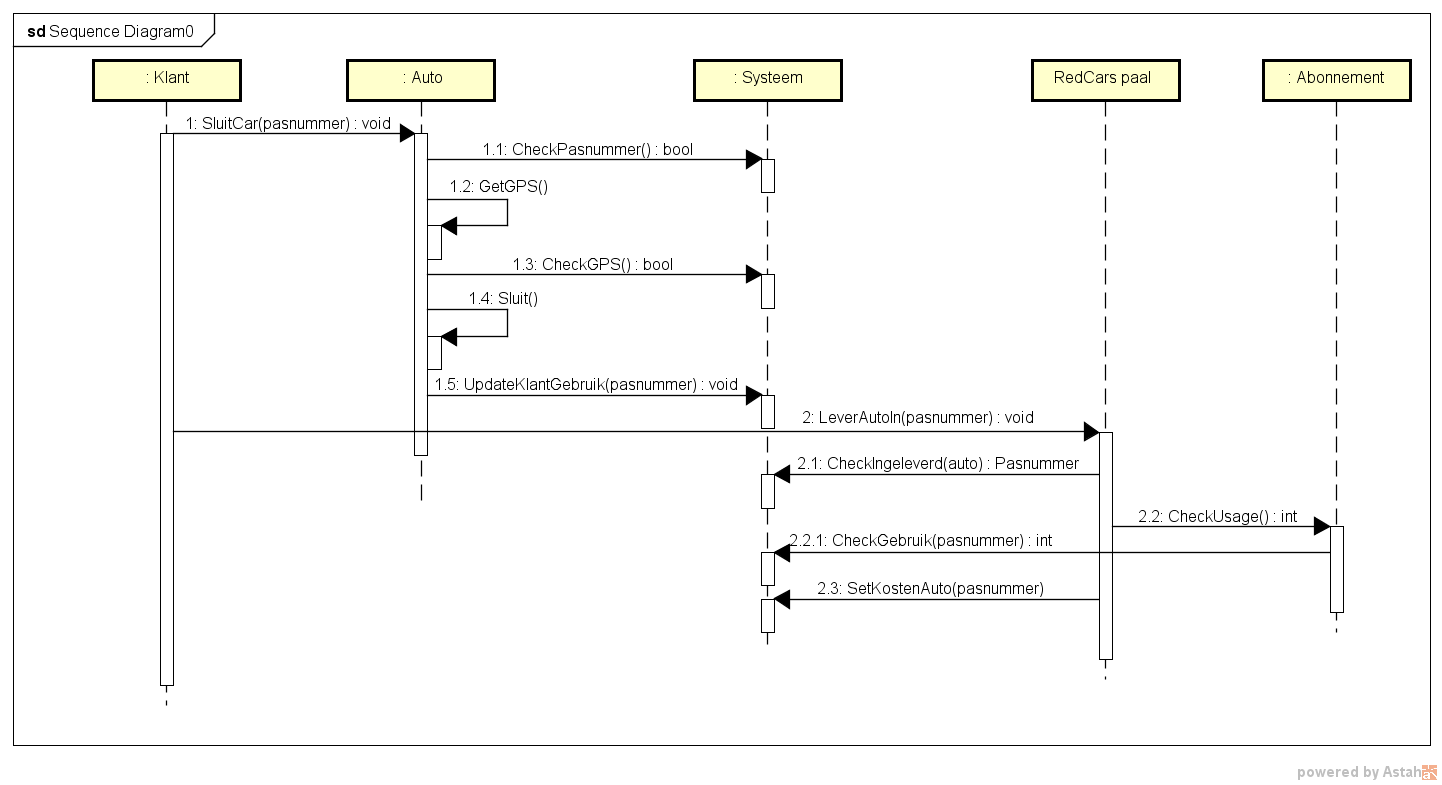 sd Sequence Diagram0
: Klant
: Auto
: Systeem
RedCars paal
: Abonnement
1: SluitCar(pasnummer) : void
1.1: CheckPasnummer() : bool
1.2: GetGPS()
1.3: CheckGPS() : bool
1.4: Sluit()
1.5: UpdateKlantGebruik(pasnummer) : void
2: LeverAutoIn(pasnummer) : void
2.1: CheckIngeleverd(auto) : Pasnummer
2.2: CheckUsage() : int
2.2.1: CheckGebruik(pasnummer) : int
2.3: SetKostenAuto(pasnummer)
powered by Astah